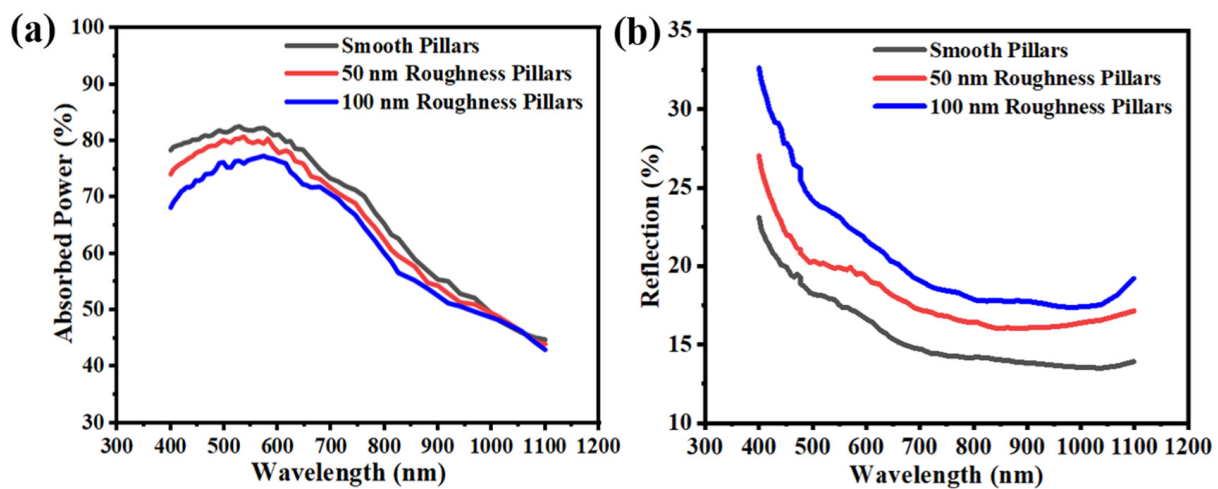 (a)
100
90
80
70
60
50
40
30
Absorbed Power (%)
Smooth Pillars
50 nm Roughness Pillars
100 nm Roughness Pillars
300 400 500 600 700 800 900 1000 1100 1200
Wavelength (nm)
(b)
35
30
25
20
15
10
Reflection (%)
Smooth Pillars
50 nm Roughness Pillars
100 nm Roughness Pillars
300 400 500 600 700 800 900 1000 1100 1200
Wavelength (nm)